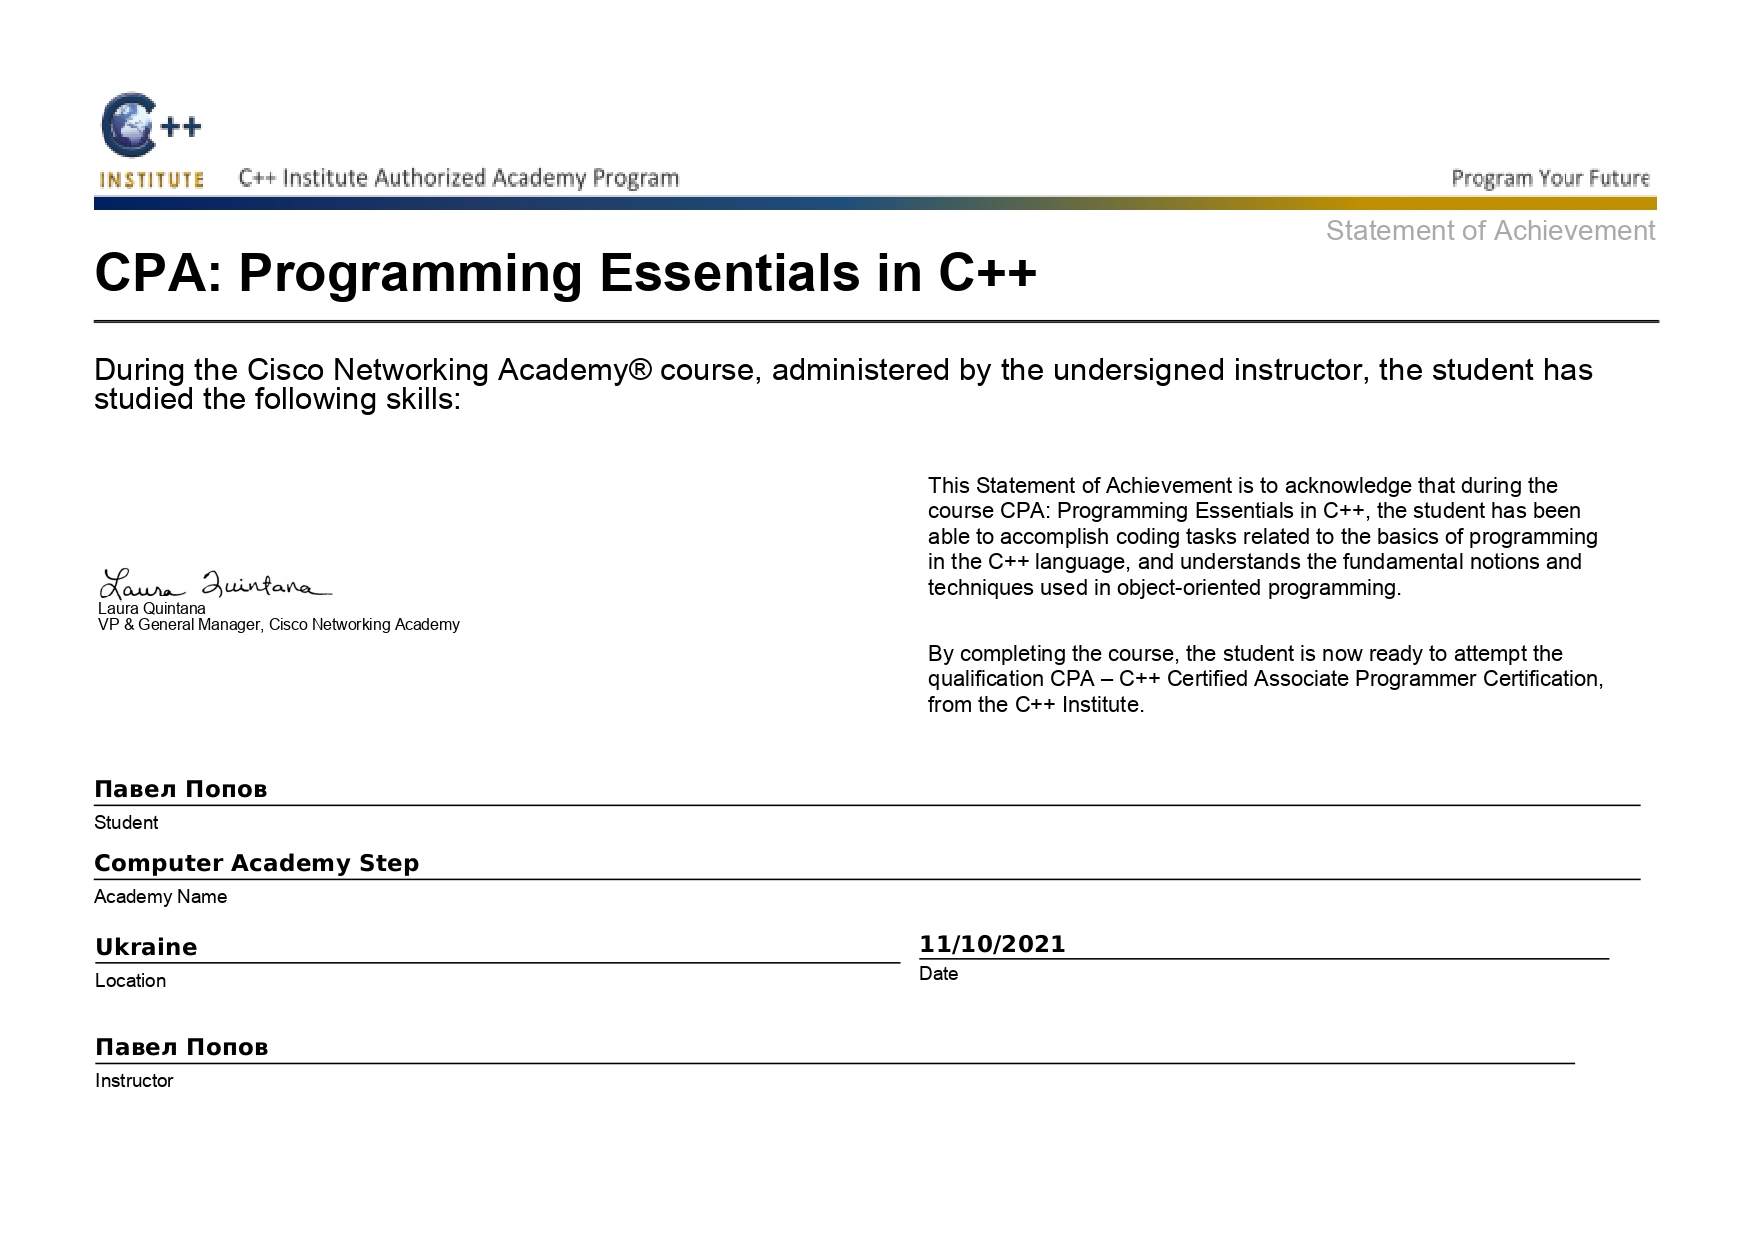 C++
INSTITUTE
C++ Institute Authorized Academy Program
Program Your Future
Statement of Achievement
CPA: Programming Essentials in C++
During the Cisco Networking Academy® course, administered by the undersigned instructor, the student has
studied the following skills:
Laura Quintana
Laura Quintana
VP & General Manager, Cisco Networking Academy
This Statement of Achievement is to acknowledge that during the
course CPA: Programming Essentials in C++, the student has been
able to accomplish coding tasks related to the basics of programming
in the C++ language, and understands the fundamental notions and
techniques used in object-oriented programming.
By completing the course, the student is now ready to attempt the
qualification CPA – C++ Certified Associate Programmer Certification,
from the C++ Institute.
Павел Попов
Student
Computer Academy Step
Academy Name
Ukraine
Location
11/10/2021
Date
Павел Попов
Instructor